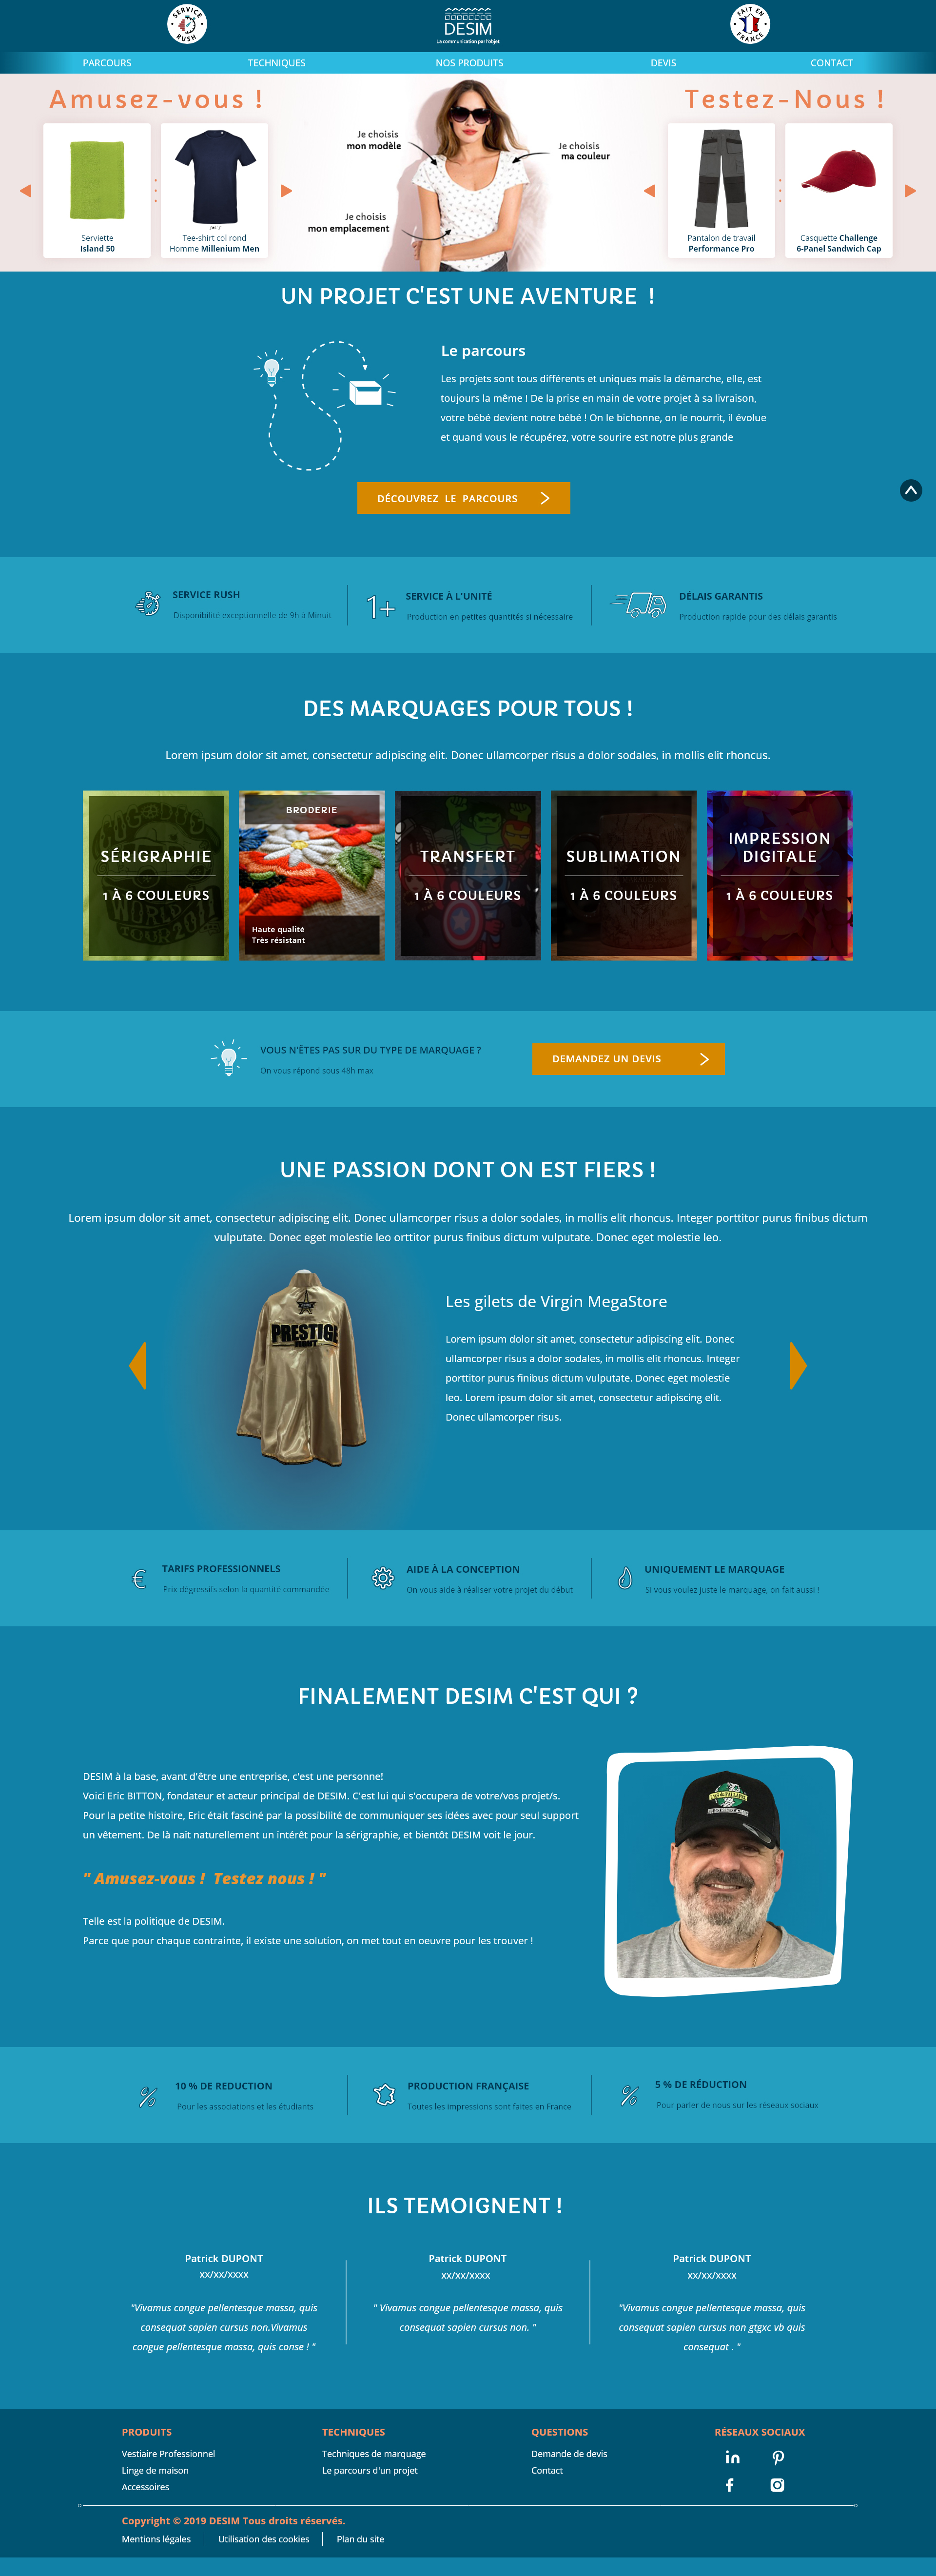 SERVICE RUSH
DESIM
La communication par l'objet
FAIT EN FRANCE
PARCOURS
TECHNIQUES
NOS PRODUITS
DEVIS
CONTACT
Amusez-vous !
Serviette
Island 50
Tee-shirt col rond
Homme Millenium Men
Je choisis
mon modèle
Je choisis
ma couleur
Je choisis
mon emplacement
Testez-Nous !
Pantalon de travail
Performance Pro
Casquette Challenge
6-Panel Sandwich Cap
UN PROJET C'EST UNE AVENTURE !
Le parcours
Les projets sont tous différents et uniques mais la démarche, elle, est
toujours la même ! De la prise en main de votre projet à sa livraison,
votre bébé devient notre bébé ! On le bichonne, on le nourrit, il évolue
et quand vous le récupérez, votre sourire est notre plus grande
DÉCOUVREZ LE PARCOURS
SERVICE RUSH
Disponibilité exceptionnelle de 9h à Minuit
1+
SERVICE À L'UNITÉ
Production en petites quantités si nécessaire
DÉLAIS GARANTIS
Production rapide pour des délais garantis
DES MARQUAGES POUR TOUS !
Lorem ipsum dolor sit amet, consectetur adipiscing elit. Donec ullamcorper risus a dolor sodales, in mollis elit rhoncus.
SÉRIGRAPHIE
1 À 6 COULEURS
BRODERIE
Haute qualité
Très résistant
TRANSFERT
1 À 6 COULEURS
SUBLIMATION
1 À 6 COULEURS
IMPRESSION
DIGITALE
1 À 6 COULEURS
VOUS N'ÊTES PAS SUR DU TYPE DE MARQUAGE ?
On vous répond sous 48h max
DEMANDEZ UN DEVIS
UNE PASSION DONT ON EST FIERS !
Lorem ipsum dolor sit amet, consectetur adipiscing elit. Donec ullamcorper risus a dolor sodales, in mollis elit rhoncus. Integer porttitor purus finibus dictum
vulputate. Donec eget molestie leo orttitor purus finibus dictum vulputate. Donec eget molestie leo.
PRESTIGE
FIGHT
Les gilets de Virgin MegaStore
Lorem ipsum dolor sit amet, consectetur adipiscing elit. Donec
ullamcorper risus a dolor sodales, in mollis elit rhoncus. Integer
porttitor purus finibus dictum vulputate. Donec eget molestie
leo. Lorem ipsum dolor sit amet, consectetur adipiscing elit.
Donec ullamcorper risus.
€
TARIFS PROFESSIONNELS
Prix dégressifs selon la quantité commandée
AIDE À LA CONCEPTION
On vous aide à réaliser votre projet du début
UNIQUEMENT LE MARQUAGE
Si vous voulez juste le marquage, on fait aussi !
FINALEMENT DESIM C'EST QUI ?
DESIM à la base, avant d'être une entreprise, c'est une personne!
Voici Eric BITTON, fondateur et acteur principal de DESIM. C'est lui qui s'occupera de votre/vos projet/s.
Pour la petite histoire, Eric était fasciné par la possibilité de communiquer ses idées avec pour seul support
un vêtement. De là nait naturellement un intérêt pour la sérigraphie, et bientôt DESIM voit le jour.
" Amusez-vous ! Testez nous ! "
Telle est la politique de DESIM.
Parce que pour chaque contrainte, il existe une solution, on met tout en oeuvre pour les trouver !
%
10 % DE REDUCTION
Pour les associations et les étudiants
PRODUCTION FRANÇAISE
Toutes les impressions sont faites en France
%
5 % DE RÉDUCTION
Pour parler de nous sur les réseaux sociaux
ILS TEMOIGNENT !
Patrick DUPONT
xx/xx/xxxx
"Vivamus congue pellentesque massa, quis
consequat sapien cursus non.Vivamus
congue pellentesque massa, quis conse ! "
Patrick DUPONT
xx/xx/xxxx
" Vivamus congue pellentesque massa, quis
consequat sapien cursus non. "
Patrick DUPONT
xx/xx/xxxx
"Vivamus congue pellentesque massa, quis
consequat sapien cursus non gtgxc vb quis
consequat . "
PRODUITS
Vestiaire Professionnel
Linge de maison
Accessoires
TECHNIQUES
Techniques de marquage
Le parcours d'un projet
QUESTIONS
Demande de devis
Contact
RÉSEAUX SOCIAUX
Copyright © 2019 DESIM Tous droits réservés.
Mentions légales
Utilisation des cookies
Plan du site